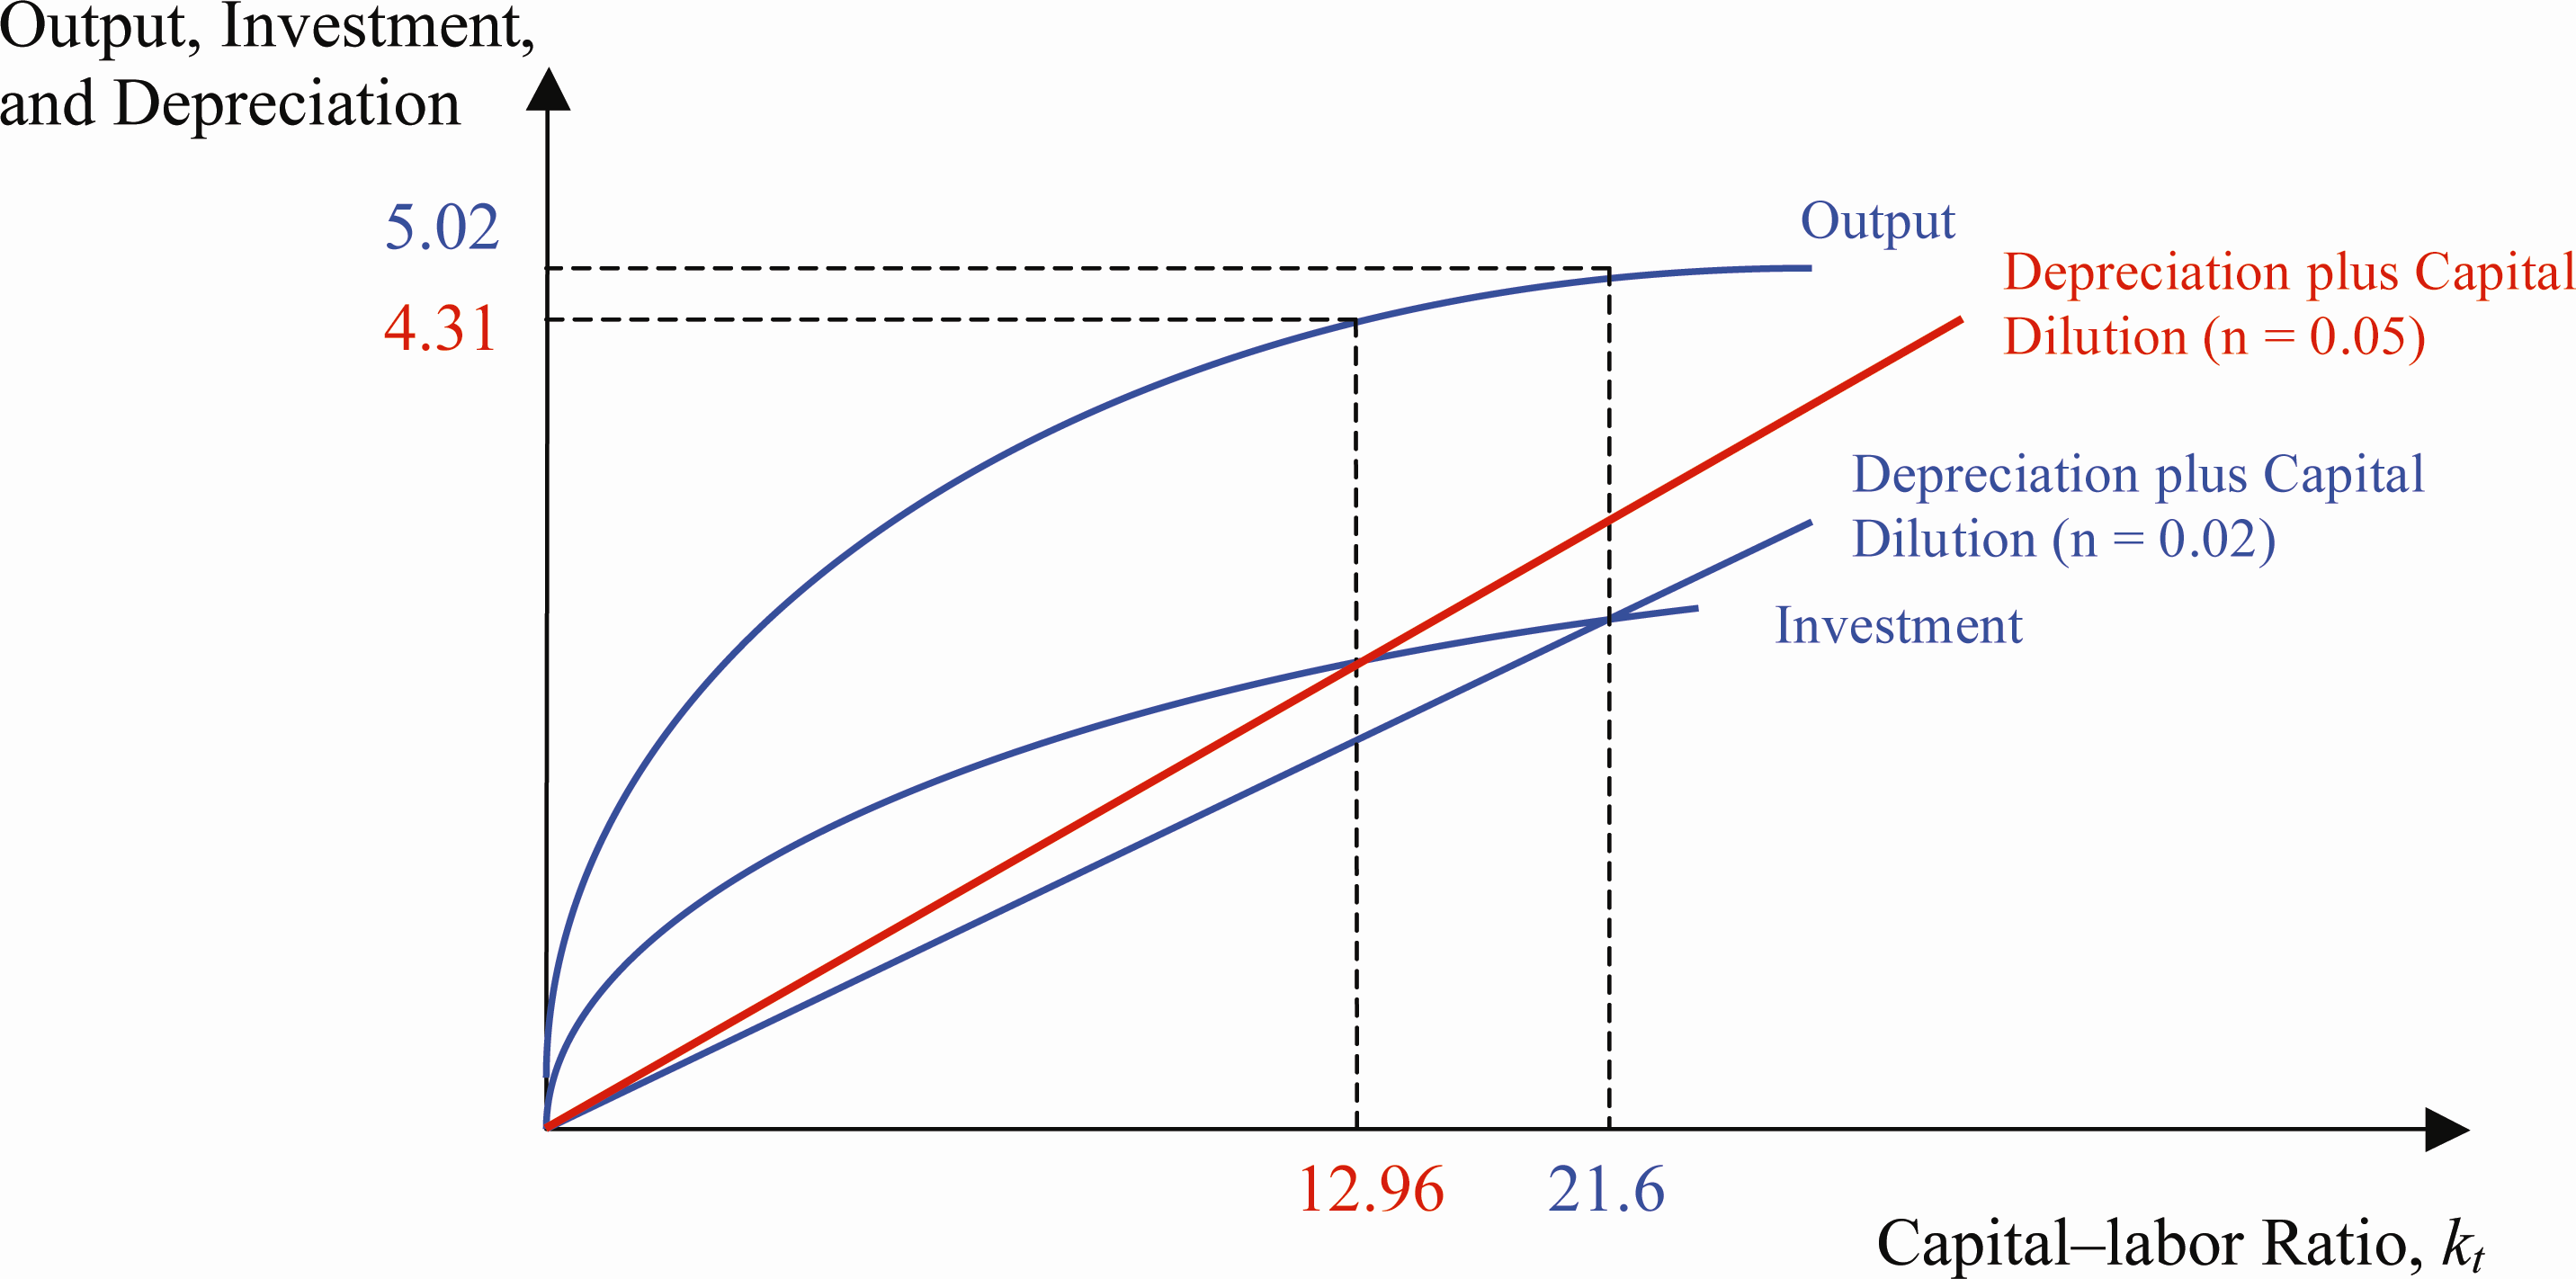 Output, Investment,
and Depreciation
5.02
4.31
Output
Depreciation plus Capital
Dilution (n = 0.05)
Depreciation plus Capital
Dilution (n = 0.02)
Investment
12.96
21.6
Capital–labor Ratio, kt